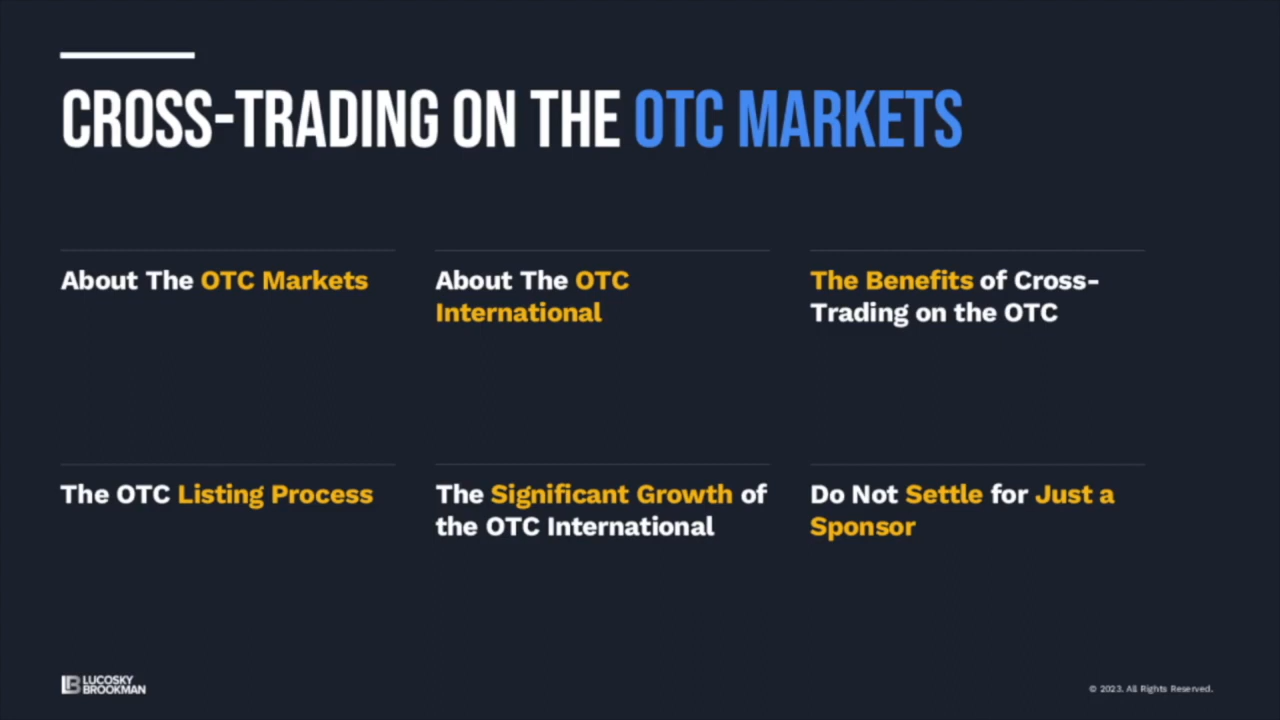 CROSS-TRADING ON THE OTC MARKETS
About The OTC Markets
About The OTC
International
The Benefits of Cross-
Trading on the OTC
The OTC Listing Process
The Significant Growth of
the OTC International
Do Not Settle for Just a
Sponsor
LB LUCOSKY
BROOKMAN
© 2023. All Rights Reserved.